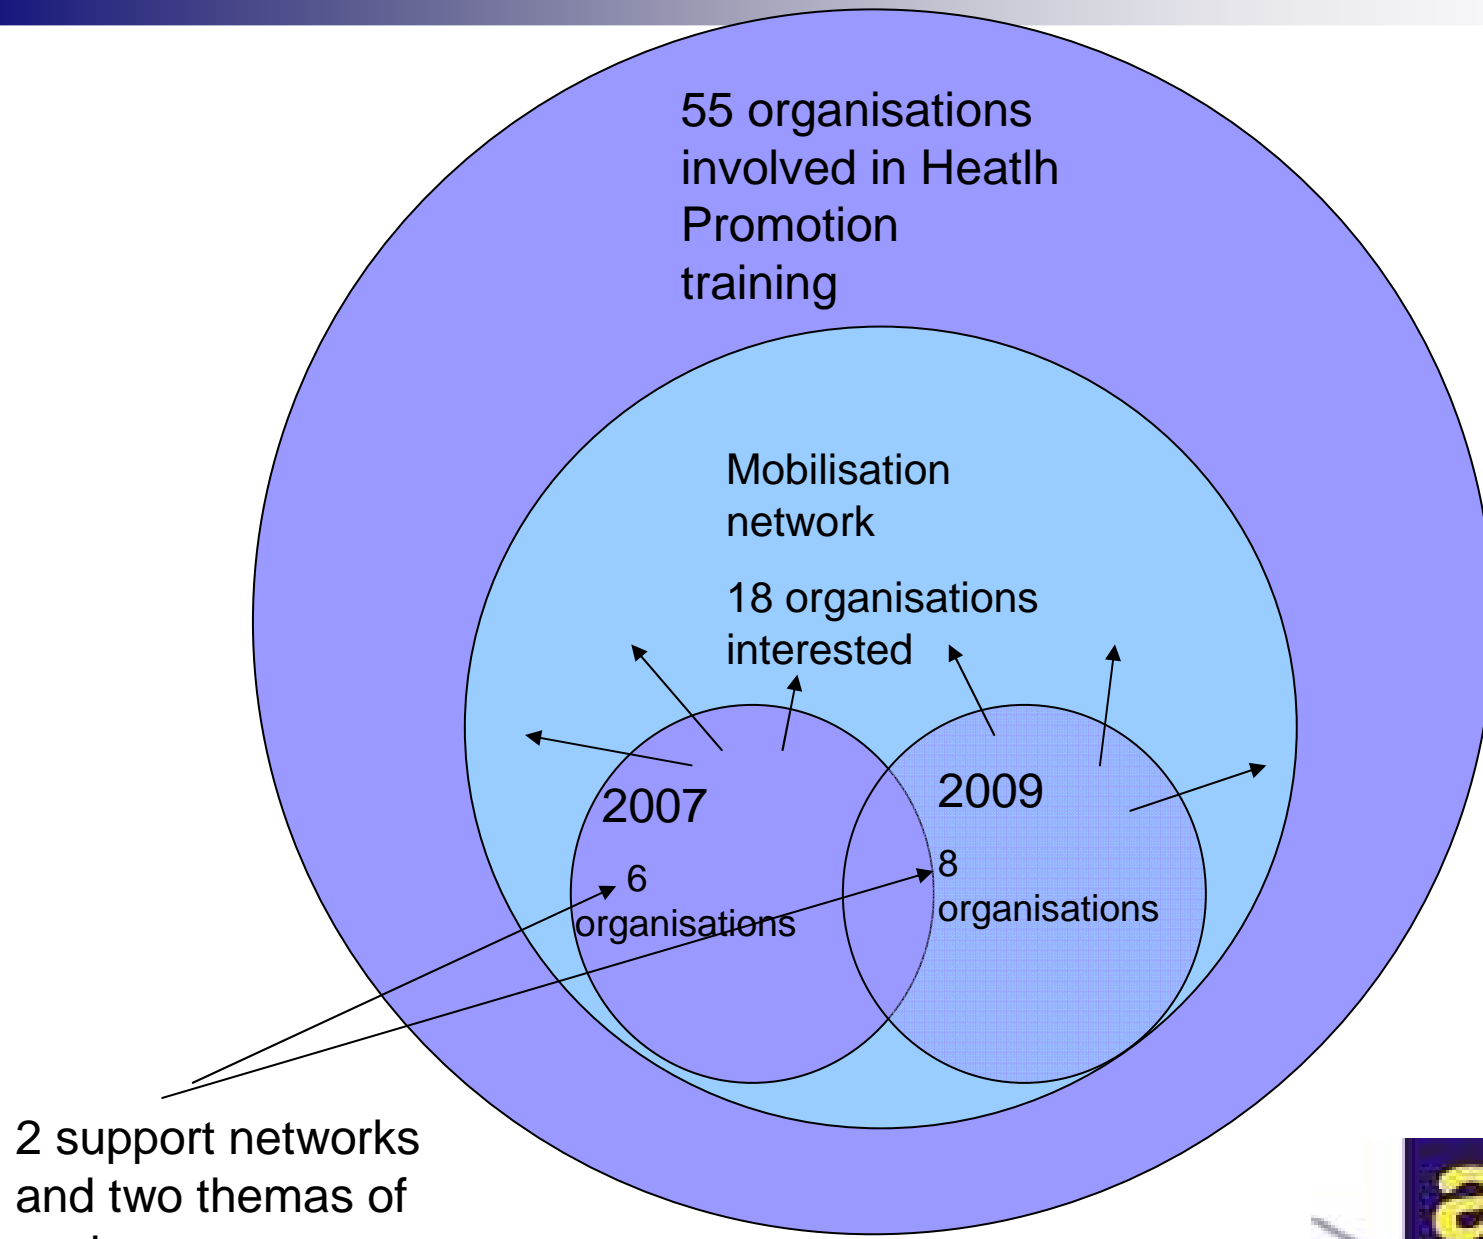 55 organisations
involved in Heatlh
Promotion
training
Mobilisation
network
18 organisations
interested
2007
6
organisations
2009
8
organisations
2 support networks
and two themas of
a